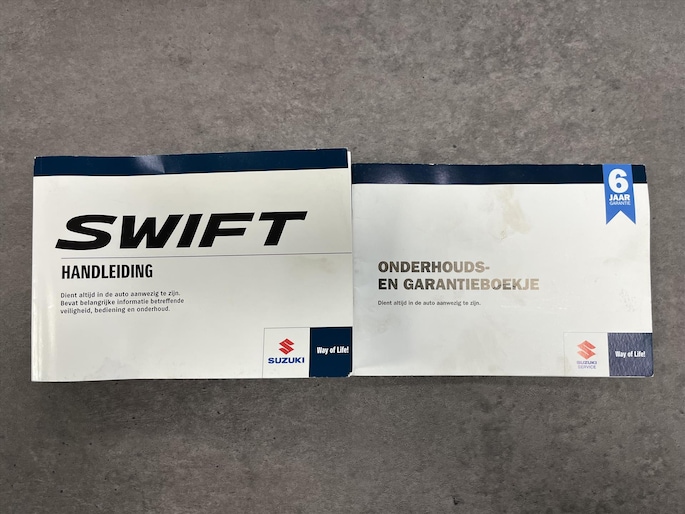 SWIFT
HANDLEIDING
Dient altijd in de auto aanwezig te zijn.
Bevat belangrijke informatie betreffende
veiligheid, bediening en onderhoud.
SUZUKI
Way of Life!
6
JAAR
GARANTIE
ONDERHOUDS-
EN GARANTIEBOEKJE
Dient altijd in de auto aanwezig te zijn.
SUZUKI
SERVICE
Way of Life!